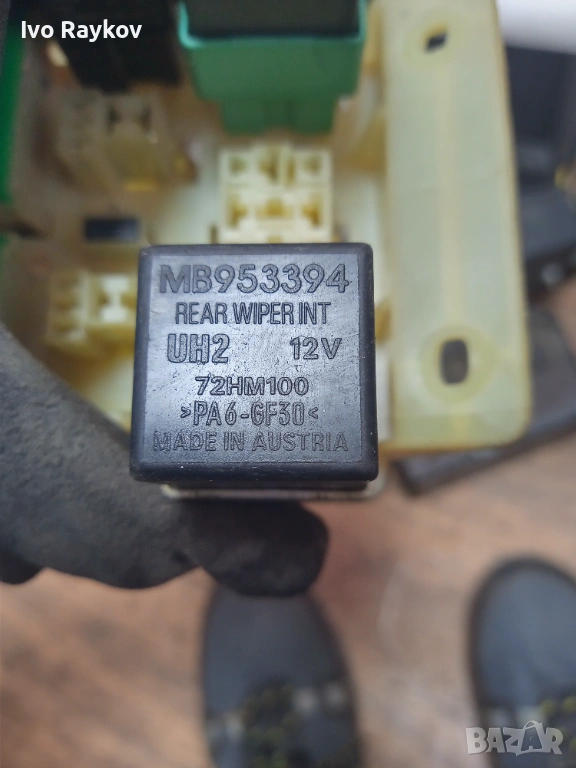 Ivo Raykov
MB953394
REAR WIPER INT
UH2 12V
72HM100
>PA6-GF30<
MADE IN AUSTRIA
BAZAR